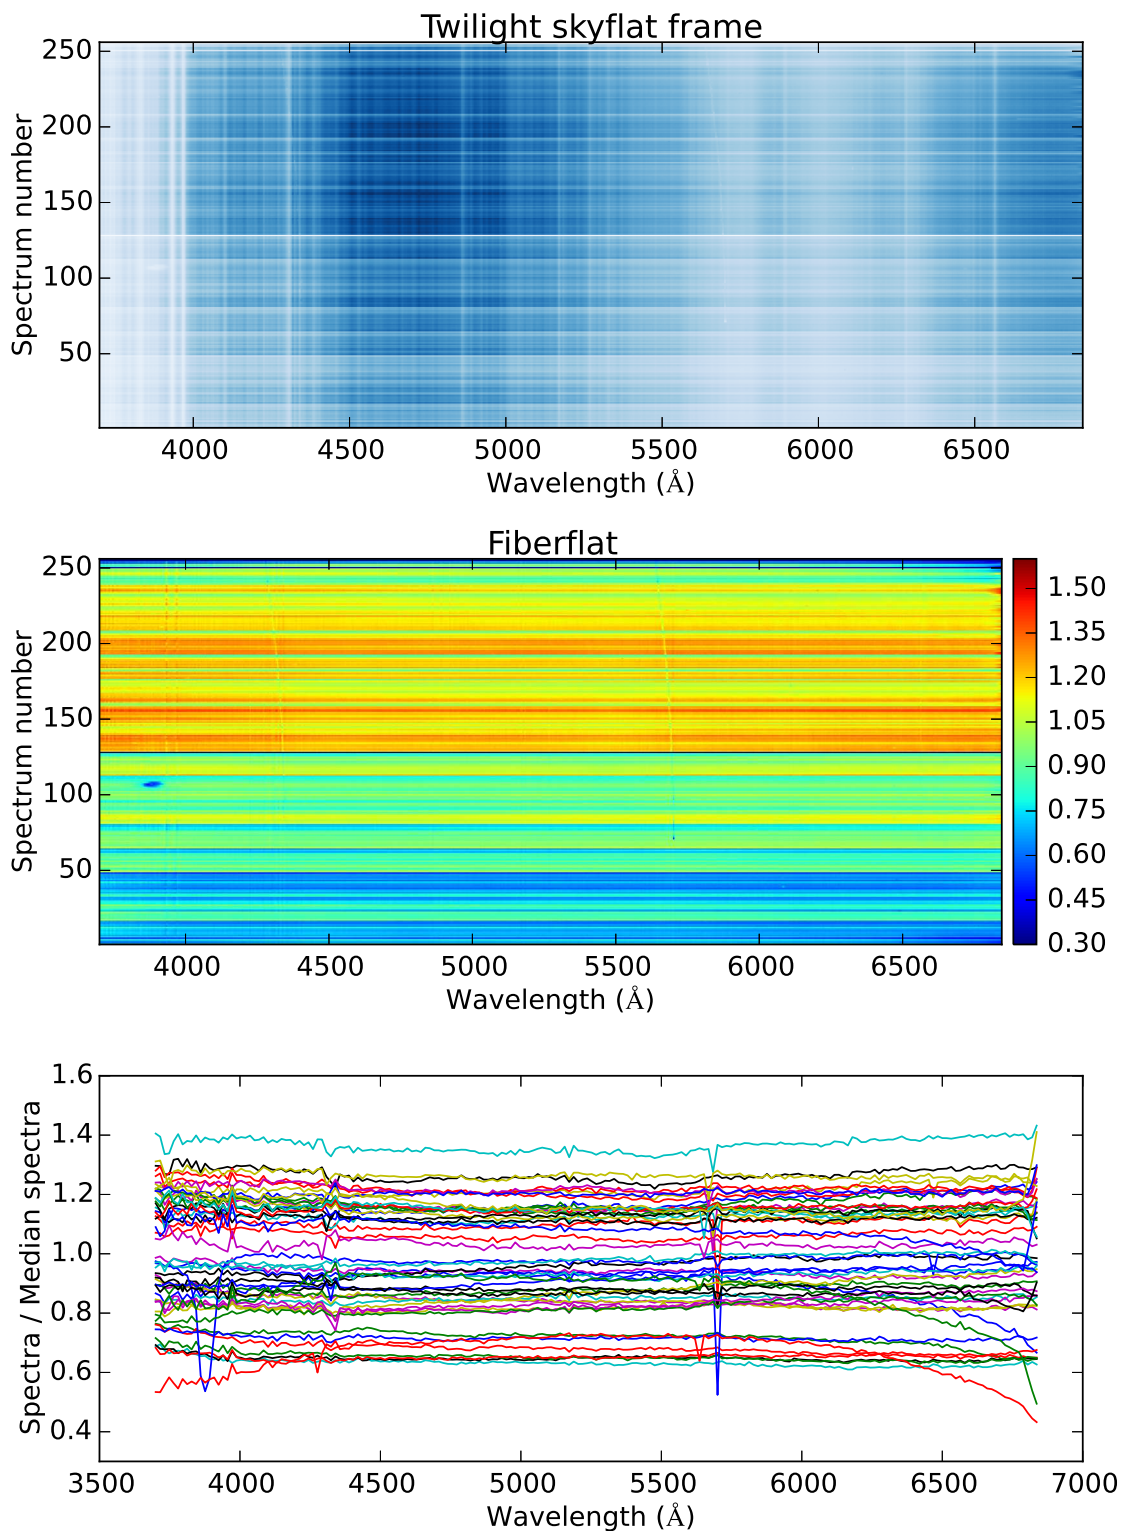 Twilight skyflat frame
250
200
150
100
50
Spectrum number
4000 4500 5000 5500 6000 6500
Wavelength (Å)
Fiberflat
250
200
150
100
50
Spectrum number
1.50
1.35
1.20
1.05
0.90
0.75
0.60
0.45
0.30
4000 4500 5000 5500 6000 6500
Wavelength (Å)
1.6
1.4
1.2
1.0
0.8
0.6
0.4
Spectra / Median spectra
3500 4000 4500 5000 5500 6000 6500 7000
Wavelength (Å)